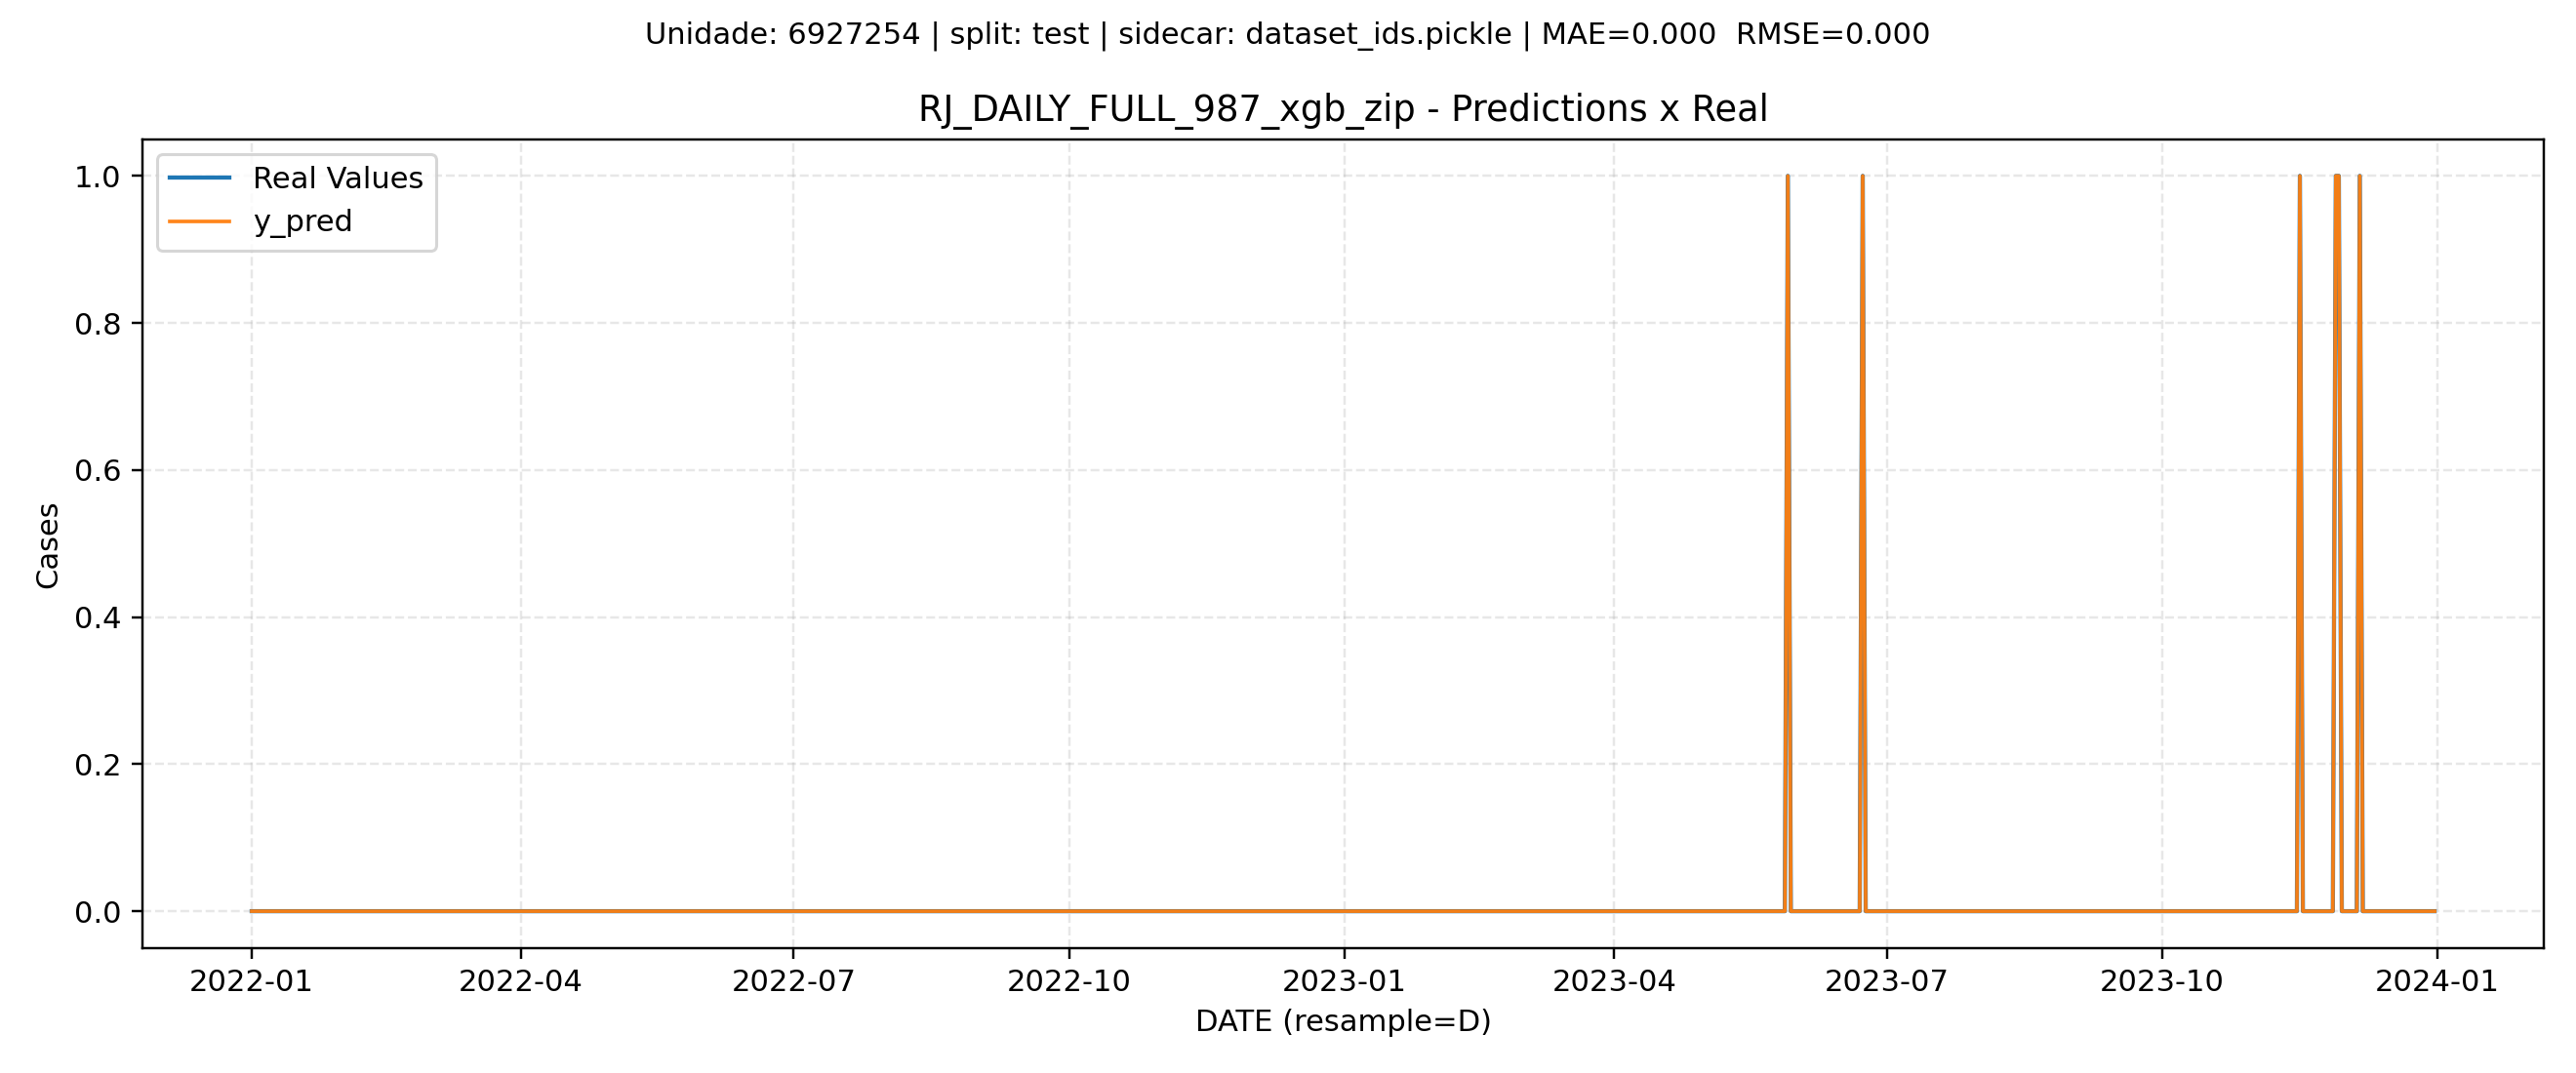 Unidade: 6927254 | split: test | sidecar: dataset_ids.pickle | MAE=0.000  RMSE=0.000
RJ_DAILY_FULL_987_xgb_zip - Predictions x Real
Real Values
y_pred
1.0
0.8
0.6
0.4
0.2
0.0
Cases
2022-01 2022-04 2022-07 2022-10 2023-01 2023-04 2023-07 2023-10 2024-01
DATE (resample=D)